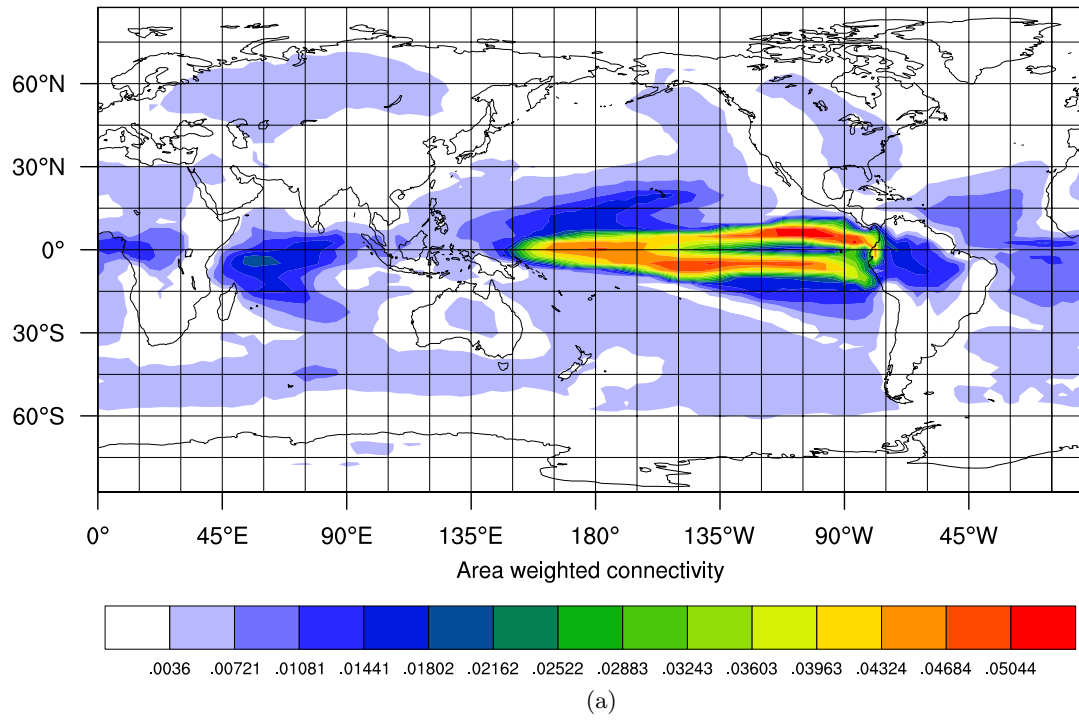 60°N
30°N
0°
30°S
60°S
0° 45°E 90°E 135°E 180° 135°W 90°W 45°W
Area weighted connectivity
.0036 .00721 .01081 .01441 .01802 .02162 .02522 .02883 .03243 .03603 .03963 .04324 .04684 .05044
(a)